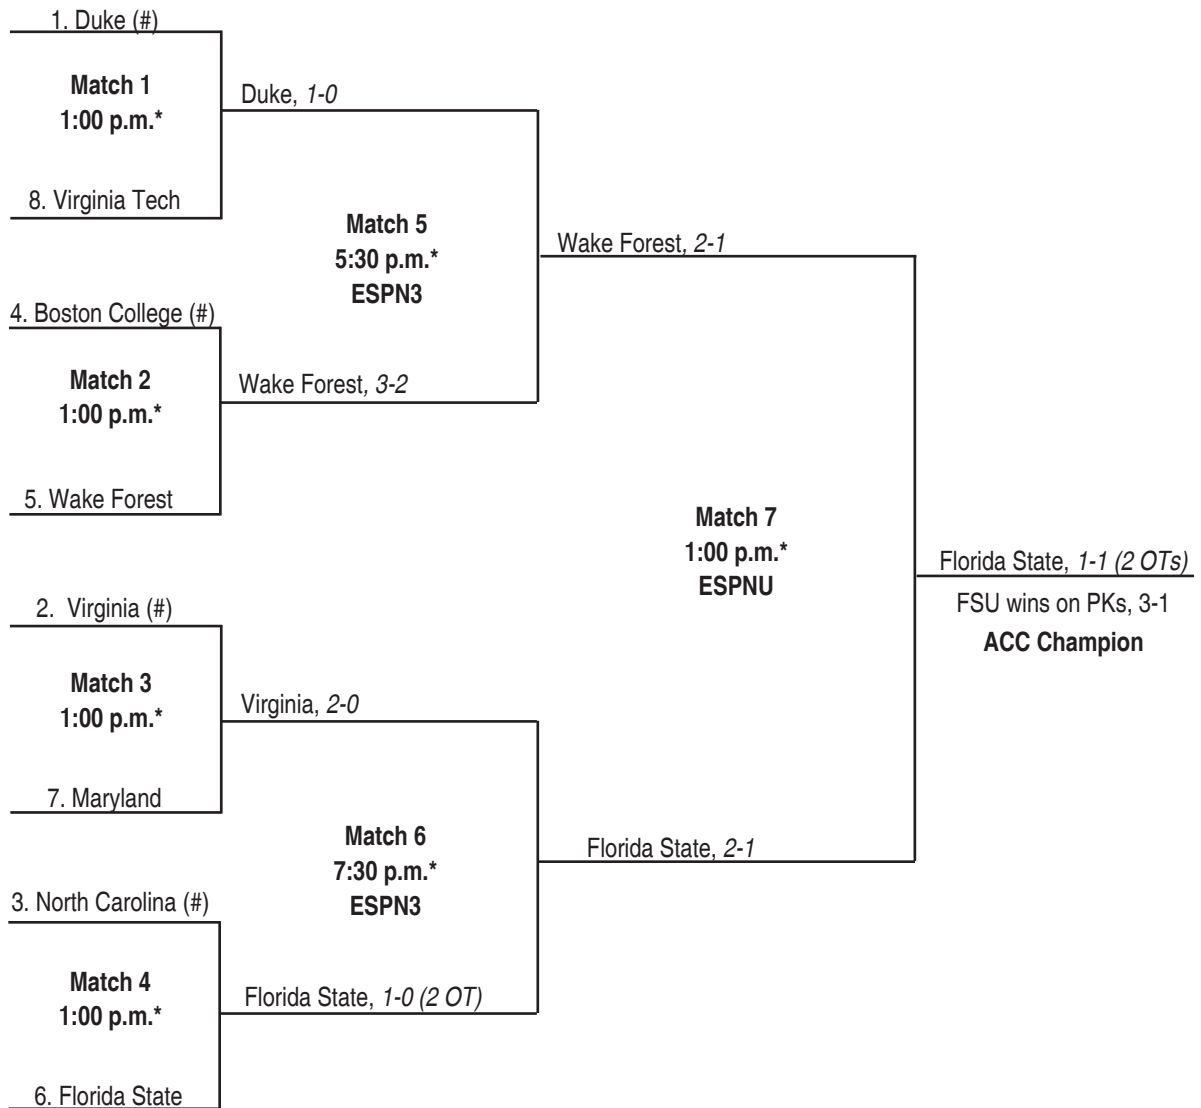 1. Duke (#)
Match 1
1:00 p.m.*
8. Virginia Tech
Duke, 1-0
4. Boston College (#)
Match 2
1:00 p.m.*
5. Wake Forest
Wake Forest, 3-2
Match 5
5:30 p.m.*
ESPN3
Wake Forest, 2-1
2. Virginia (#)
Match 3
1:00 p.m.*
7. Maryland
Virginia, 2-0
3. North Carolina (#)
Match 4
1:00 p.m.*
6. Florida State
Florida State, 1-0 (2 OT)
Match 6
7:30 p.m.*
ESPN3
Florida State, 2-1
Match 7
1:00 p.m.*
ESPNU
Florida State, 1-1 (2 OTs)
FSU wins on PKs, 3-1
ACC Champion